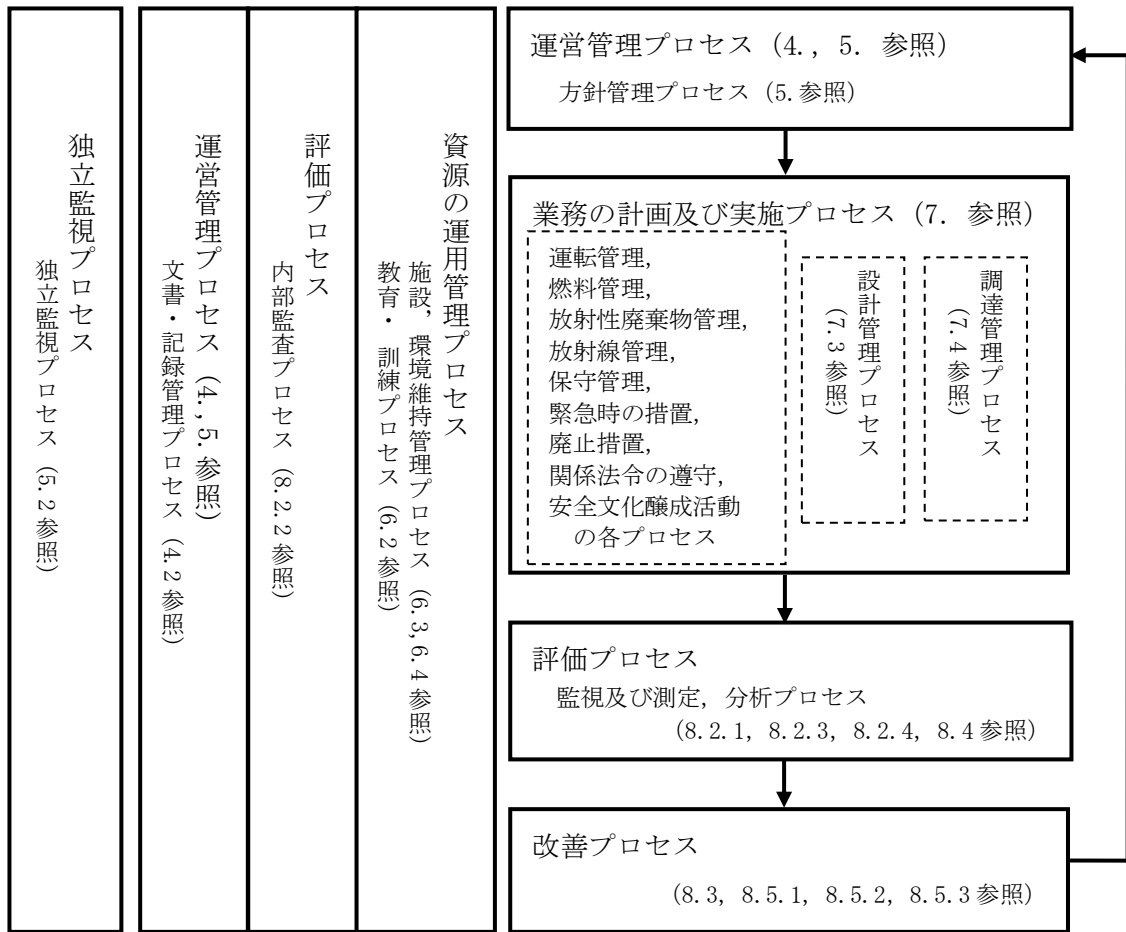 独立監視プロセス
独立監視プロセス (5.2参照)
運営管理プロセス (4.,5.参照)
文書・記録管理プロセス (4.2参照)
評価プロセス
内部監査プロセス (8.2.2参照)
資源の運用管理プロセス
施設,環境維持管理プロセス (6.3,6.4参照)
教育・ 訓練プロセス (6.2参照)
運営管理プロセス (4., 5. 参照)
方針管理プロセス (5.参照)
業務の計画及び実施プロセス (7. 参照)
運転管理,
燃料管理,
放射性廃棄物管理,
放射線管理,
保守管理,
緊急時の措置,
廃止措置,
関係法令の遵守,
安全文化醸成活動
の各プロセス
設計管理プロセス
(7.3参照)
調達管理プロセス
(7.4参照)
評価プロセス
監視及び測定, 分析プロセス
(8.2.1, 8.2.3, 8.2.4, 8.4参照)
改善プロセス
(8.3, 8.5.1, 8.5.2, 8.5.3参照)